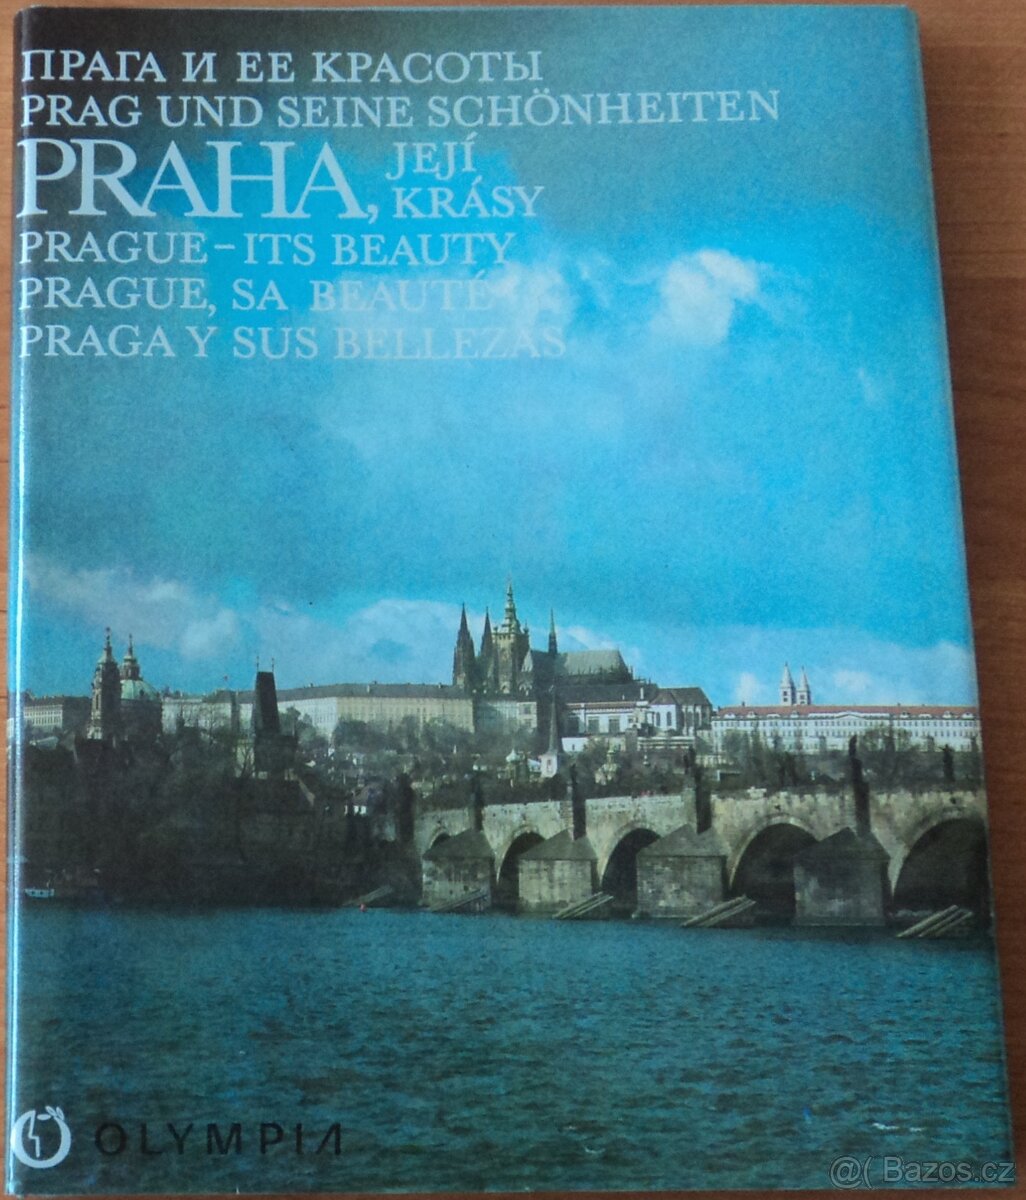 ПРАГА И ЕЕ КРАСОТЫ
PRAG UND SEINE SCHÖNHEITEN
PRAHA, JEJÍ
KRÁSY
PRAGUE – ITS BEAUTY
PRAGUE, SA BEAUTÉ
PRAGA Y SUS BELLEZAS
OLYMPIA
@( Bazos.cz